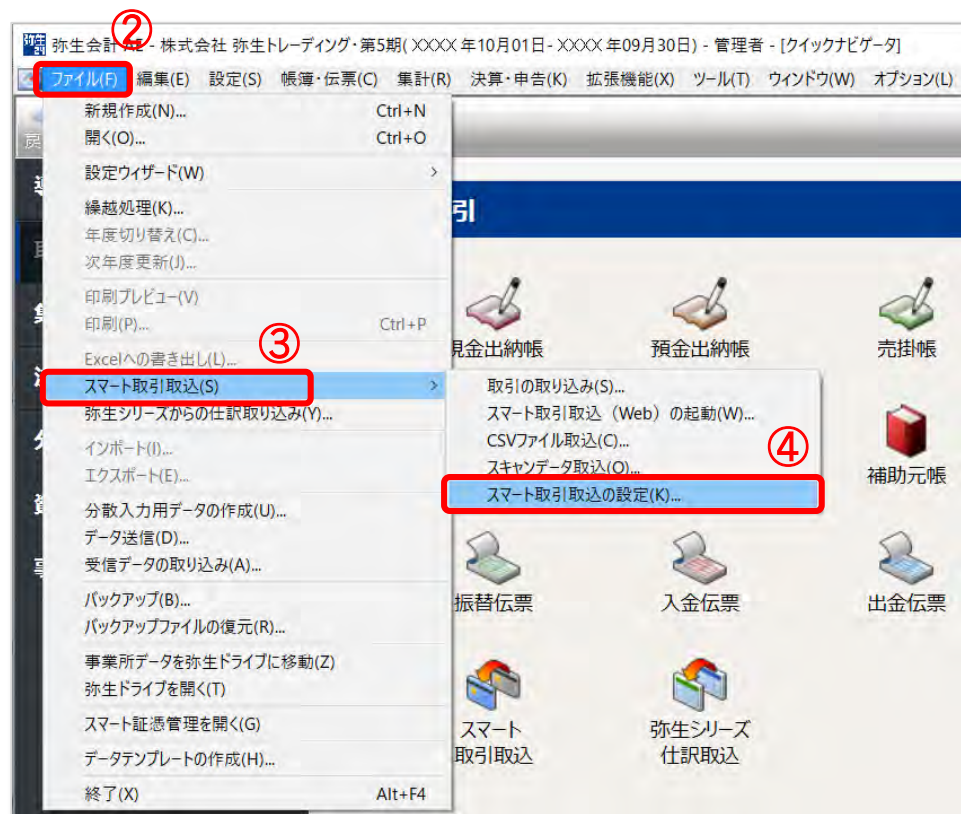 ②
弥生会計 AE - 株式会社 弥生トレーディング・第5期( XXXX 年10月01日- XXXX 年09月30日) - 管理者 - [クイックナビゲータ]
ファイル(F) 編集(E) 設定(S) 帳簿・伝票(C) 集計(R) 決算・申告(K) 拡張機能(X) ツール(T) ウィンドウ(W) オプション(L)
新規作成(N)... Ctrl+N
開く(O)... Ctrl+O
設定ウィザード(W) >
繰越処理(K)...
年度切り替え(C)...
次年度更新(J)...
印刷プレビュー(V)
印刷(P)... Ctrl+P
③
Excelへの書き出し(L)...
スマート取引取込(S) >
弥生シリーズからの仕訳取り込み(Y)...
インポート(I)...
エクスポート(E)...
分散入力用データの作成(U)...
データ送信(D)...
受信データの取り込み(A)...
バックアップ(B)...
バックアップファイルの復元(R)...
事業所データを弥生ドライブに移動(Z)
弥生ドライブを開く(T)
スマート証憑管理を開く(G)
データテンプレートの作成(H)...
終了(X) Alt+F4
引
現金出納帳 預金出納帳 売掛帳
取引の取り込み(S)...
スマート取引取込（Web）の起動(W)...
CSVファイル取込(C)...
スキャンデータ取込(O)...
④
スマート取引取込の設定(K)...
補助元帳
振替伝票 入金伝票 出金伝票
スマート
取引取込
弥生シリーズ
仕訳取込